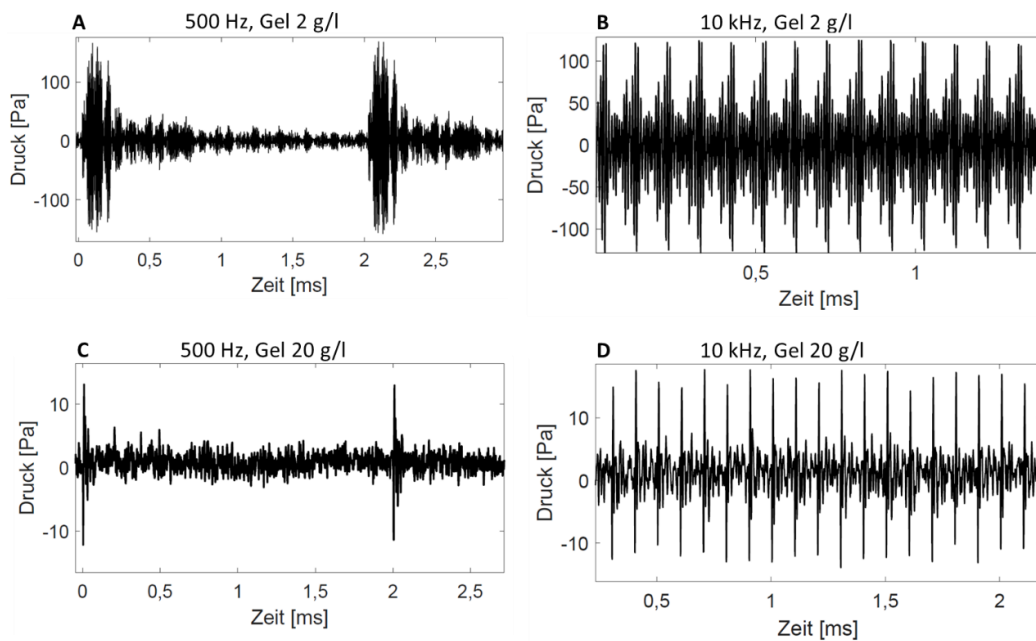 A 500 Hz, Gel 2 g/l
Druck [Pa]
100
0
-100
0 0,5 1 1,5 2 2,5
Zeit [ms]
B 10 kHz, Gel 2 g/l
Druck [Pa]
100
50
0
-50
-100
0,5 1
Zeit [ms]
C 500 Hz, Gel 20 g/l
Druck [Pa]
10
0
-10
0 0,5 1 1,5 2 2,5
Zeit [ms]
D 10 kHz, Gel 20 g/l
Druck [Pa]
10
0
-10
0,5 1 1,5 2
Zeit [ms]